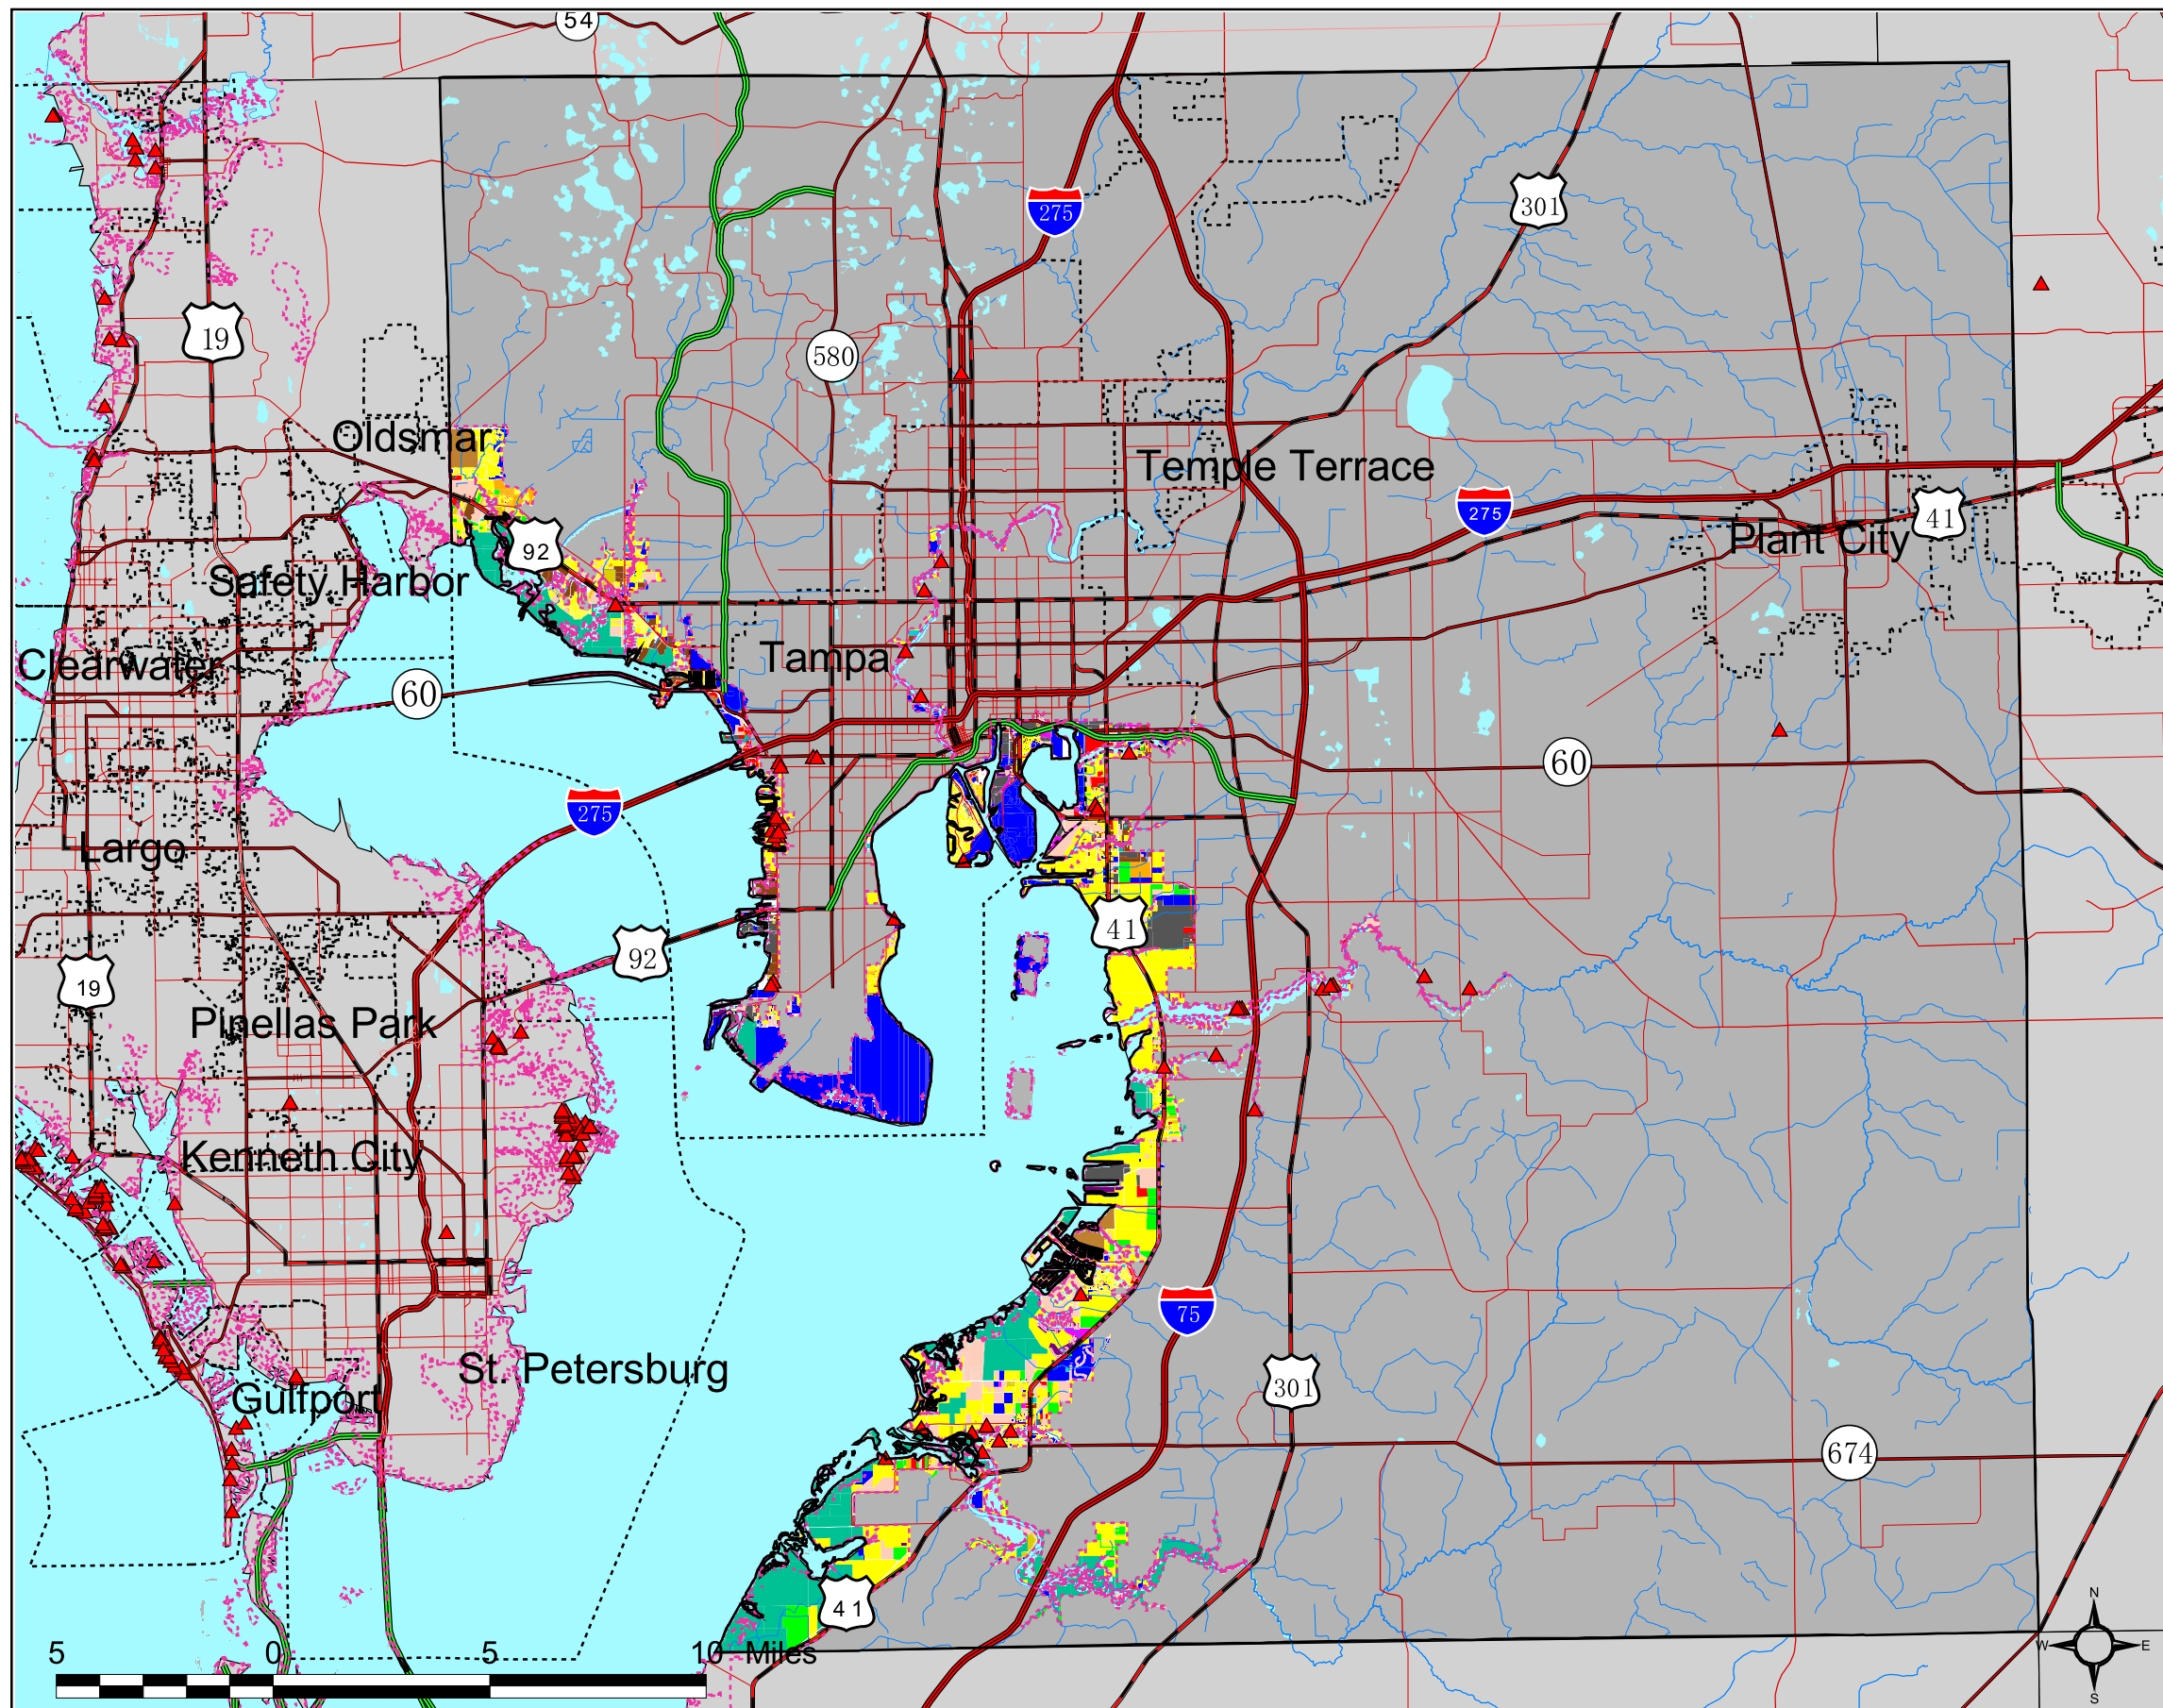 54
275
301
19
580
Oldsmar
Temple Terrace
275
41
92
Plant City
Safety Harbor
Tampa
Clearwater
60
60
275
Largo
41
92
19
Pinellas Park
Kenneth City
75
St. Petersburg
301
Gulfport
674
41
N
W E
S
5 0 5 10 Miles